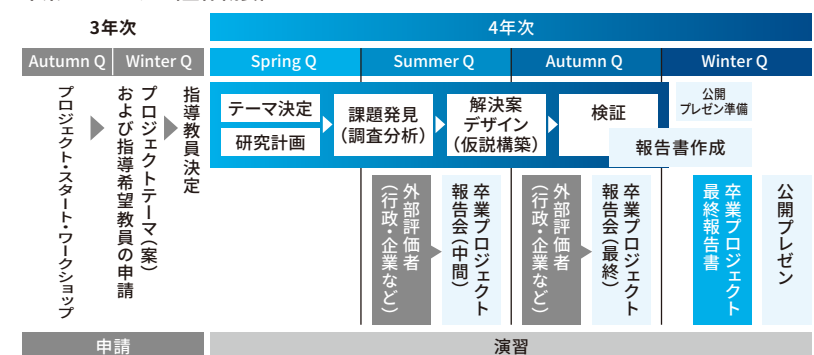 3年次
4年次
Autumn Q
Winter Q
Spring Q
Summer Q
Autumn Q
Winter Q
プロジェクト・スタート・ワークショップ
プロジェクトテーマ(案)
および指導希望教員の申請
指導教員決定
テーマ決定
研究計画
課題発見
(調査分析)
解決案
デザイン
(仮説構築)
検証
公開
プレゼン準備
報告書作成
外部評価者
(行政・企業など)
卒業プロジェクト
報告会(中間)
外部評価者
(行政・企業など)
卒業プロジェクト
報告会(最終)
卒業プロジェクト
最終報告書
公開プレゼン
申請
演習